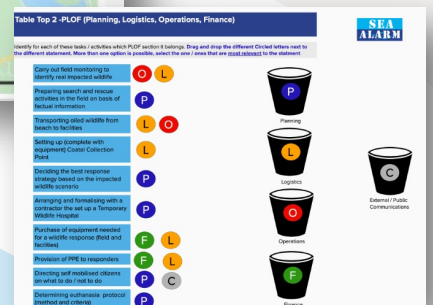 Table Top 2 -PLOF (Planning, Logistics, Operations, Finance)
SEA
ALARM
Identify for each of these tasks / activities which PLOF section it belongs. Drag and drop the different Circled letters next to
the different statement, More than one option is possible, select the one / ones that are most relevant to the statment
Carry out field monitoring to
identify real impacted wildlife
O L
Preparing search and rescue
activities in the field on basis of
factual information
P
Transporting oiled wildlife from
beach to facilities
L O
Setting up (complete with
equipment) Coatal Collection
Point
L
Deciding the best response
strategy based on the impacted
wildlife scenario
P
Arranging and formalising with a
contractor the set up a Temporary
Wildlife Hospital
P
Purchase of equipment needed
for a wildlife response (field and
facilities)
F L
Provision of PPE to responders
F L
Directing self mobilised citizens
on what to do / not to do
P C
Determining euthanasia protocol
(method and criteria)
P
P
Planning
L
Logistics
O
Operations
F
Finance
C
External / Public
Communications